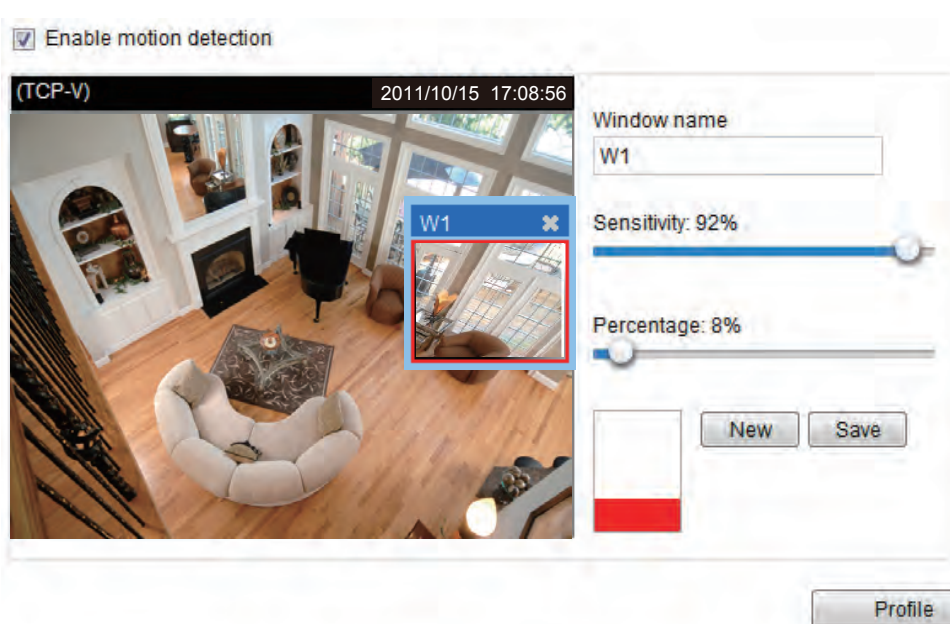 Enable motion detection
(TCP-V) 2011/10/15 17:08:56
Window name
W1
W1
Sensitivity: 92%
Percentage: 8%
New Save
Profile